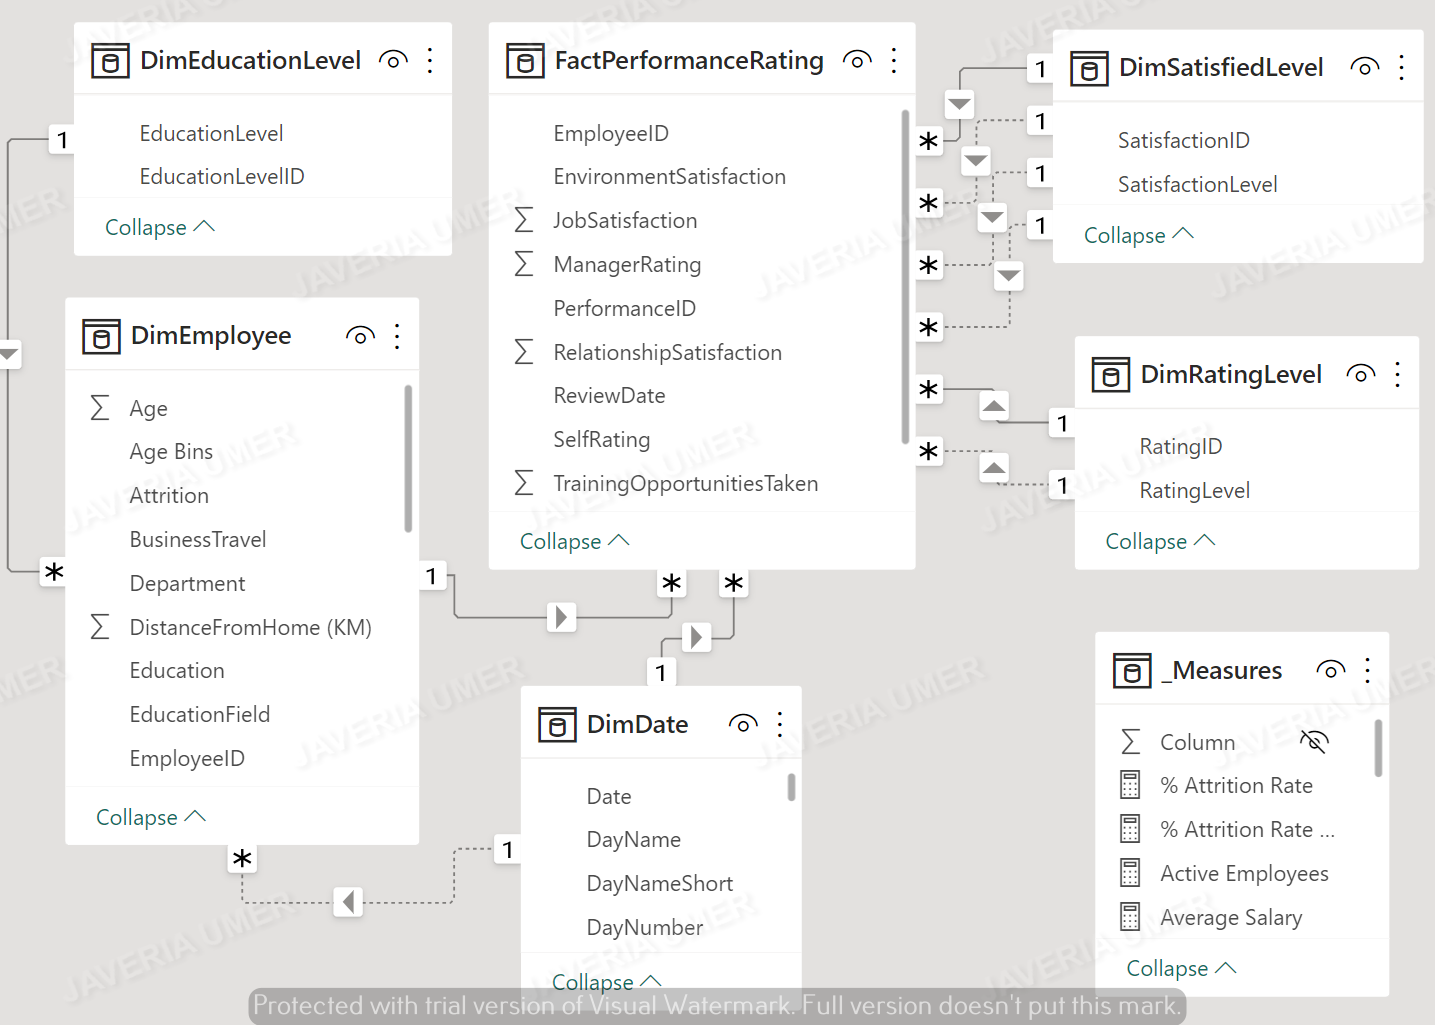 DimEducationLevel
EducationLevel
EducationLevelID
Collapse
1
DimEmployee
Age
Age Bins
Attrition
BusinessTravel
Department
DistanceFromHome (KM)
Education
EducationField
EmployeeID
Collapse
*
1
*
FactPerformanceRating
EmployeeID
EnvironmentSatisfaction
JobSatisfaction
ManagerRating
PerformanceID
RelationshipSatisfaction
ReviewDate
SelfRating
TrainingOpportunitiesTaken
Collapse
*
*
*
*
*
*
*
*
DimDate
Date
DayName
DayNameShort
DayNumber
Collapse
1
1
DimSatisfiedLevel
SatisfactionID
SatisfactionLevel
Collapse
1
1
1
1
DimRatingLevel
RatingID
RatingLevel
Collapse
1
1
_Measures
Column
% Attrition Rate
% Attrition Rate ...
Active Employees
Average Salary
Collapse
JAVERIA UMER
Protected with trial version of Visual Watermark. Full version doesn't put this mark.